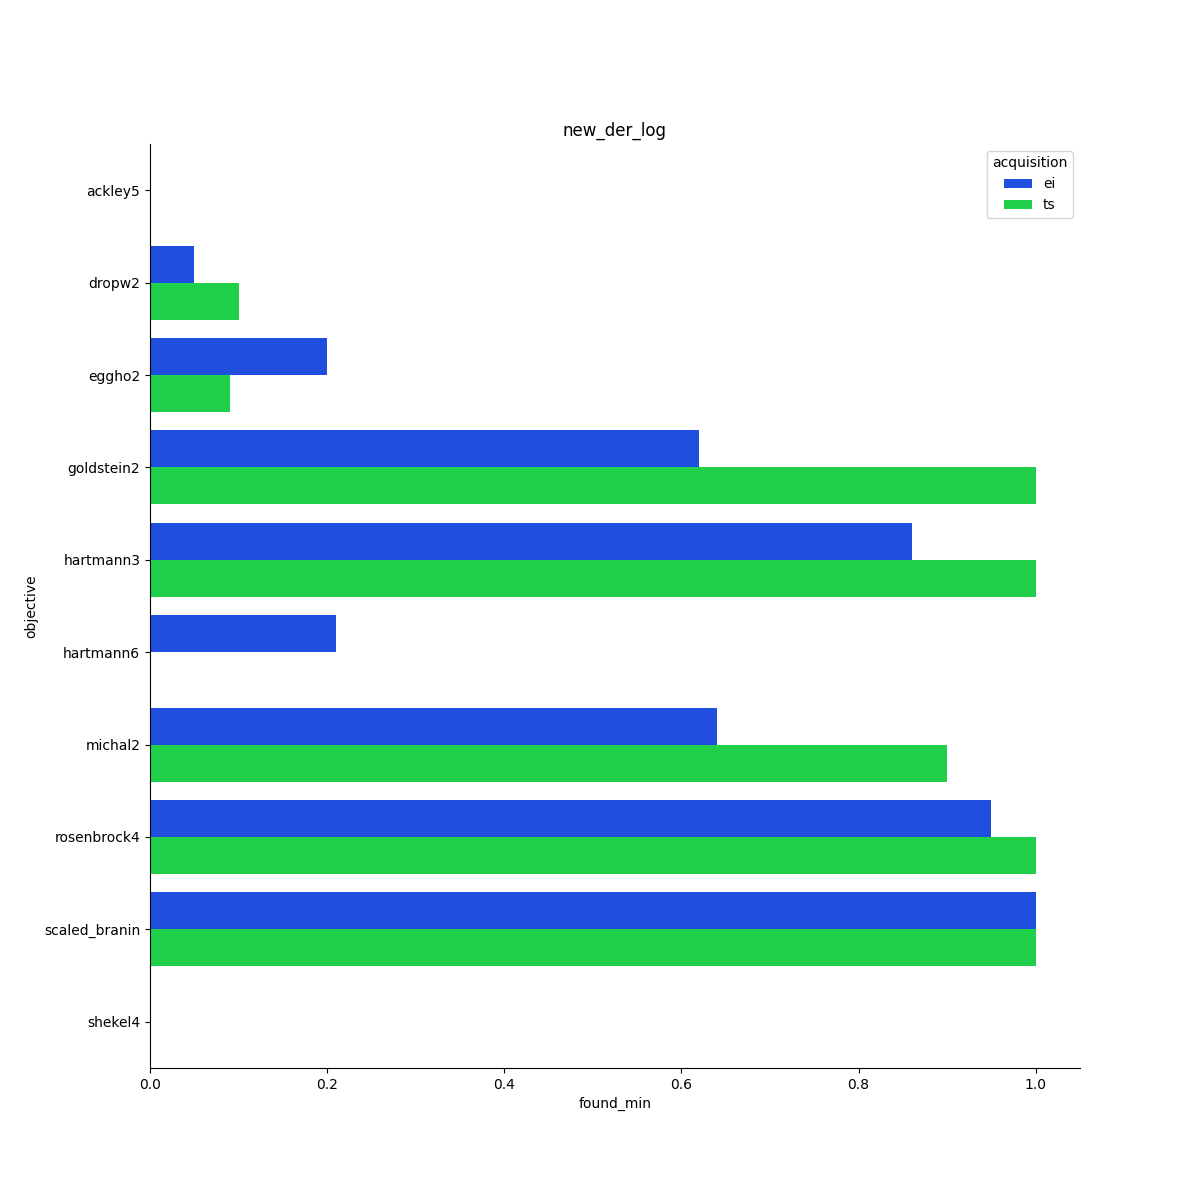 new_der_log
acquisition
ei
ts
ackley5
dropw2
eggho2
goldstein2
hartmann3
hartmann6
michal2
rosenbrock4
scaled_branin
shekel4
objective
0.0 0.2 0.4 0.6 0.8 1.0
found_min